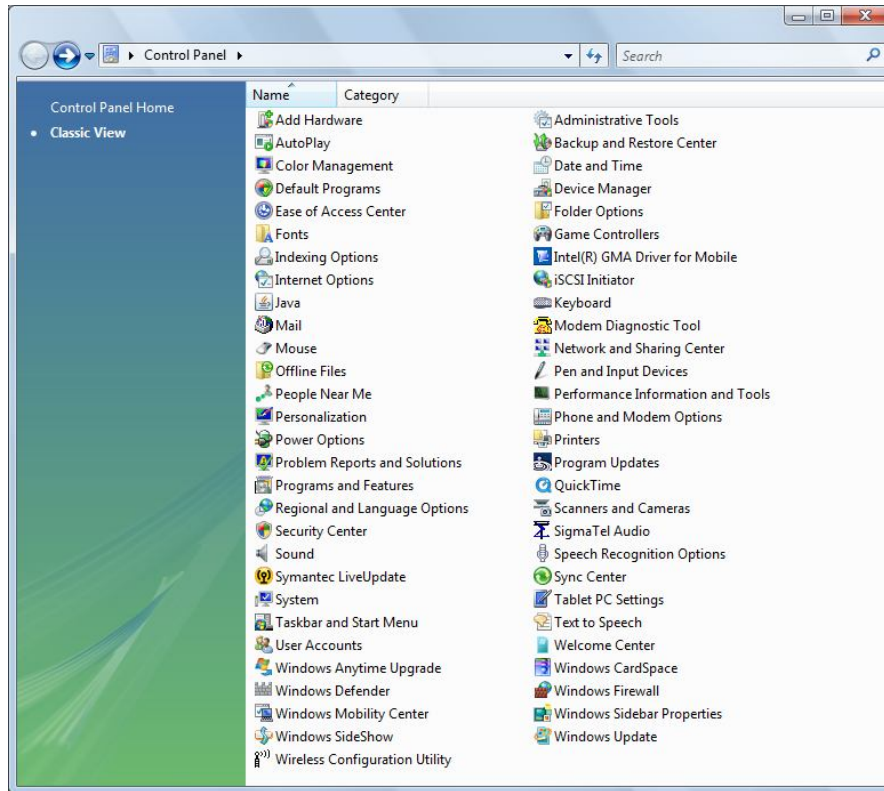 Control Panel
Search
Control Panel Home
Classic View
Name Category
Add Hardware Administrative Tools
AutoPlay Backup and Restore Center
Color Management Date and Time
Default Programs Device Manager
Ease of Access Center Folder Options
Fonts Game Controllers
Indexing Options Intel(R) GMA Driver for Mobile
Internet Options iSCSI Initiator
Java Keyboard
Mail Modem Diagnostic Tool
Mouse Network and Sharing Center
Offline Files Pen and Input Devices
People Near Me Performance Information and Tools
Personalization Phone and Modem Options
Power Options Printers
Problem Reports and Solutions Program Updates
Programs and Features QuickTime
Regional and Language Options Scanners and Cameras
Security Center SigmaTel Audio
Sound Speech Recognition Options
Symantec LiveUpdate Sync Center
System Tablet PC Settings
Taskbar and Start Menu Text to Speech
User Accounts Welcome Center
Windows Anytime Upgrade Windows CardSpace
Windows Defender Windows Firewall
Windows Mobility Center Windows Sidebar Properties
Windows SideShow Windows Update
Wireless Configuration Utility